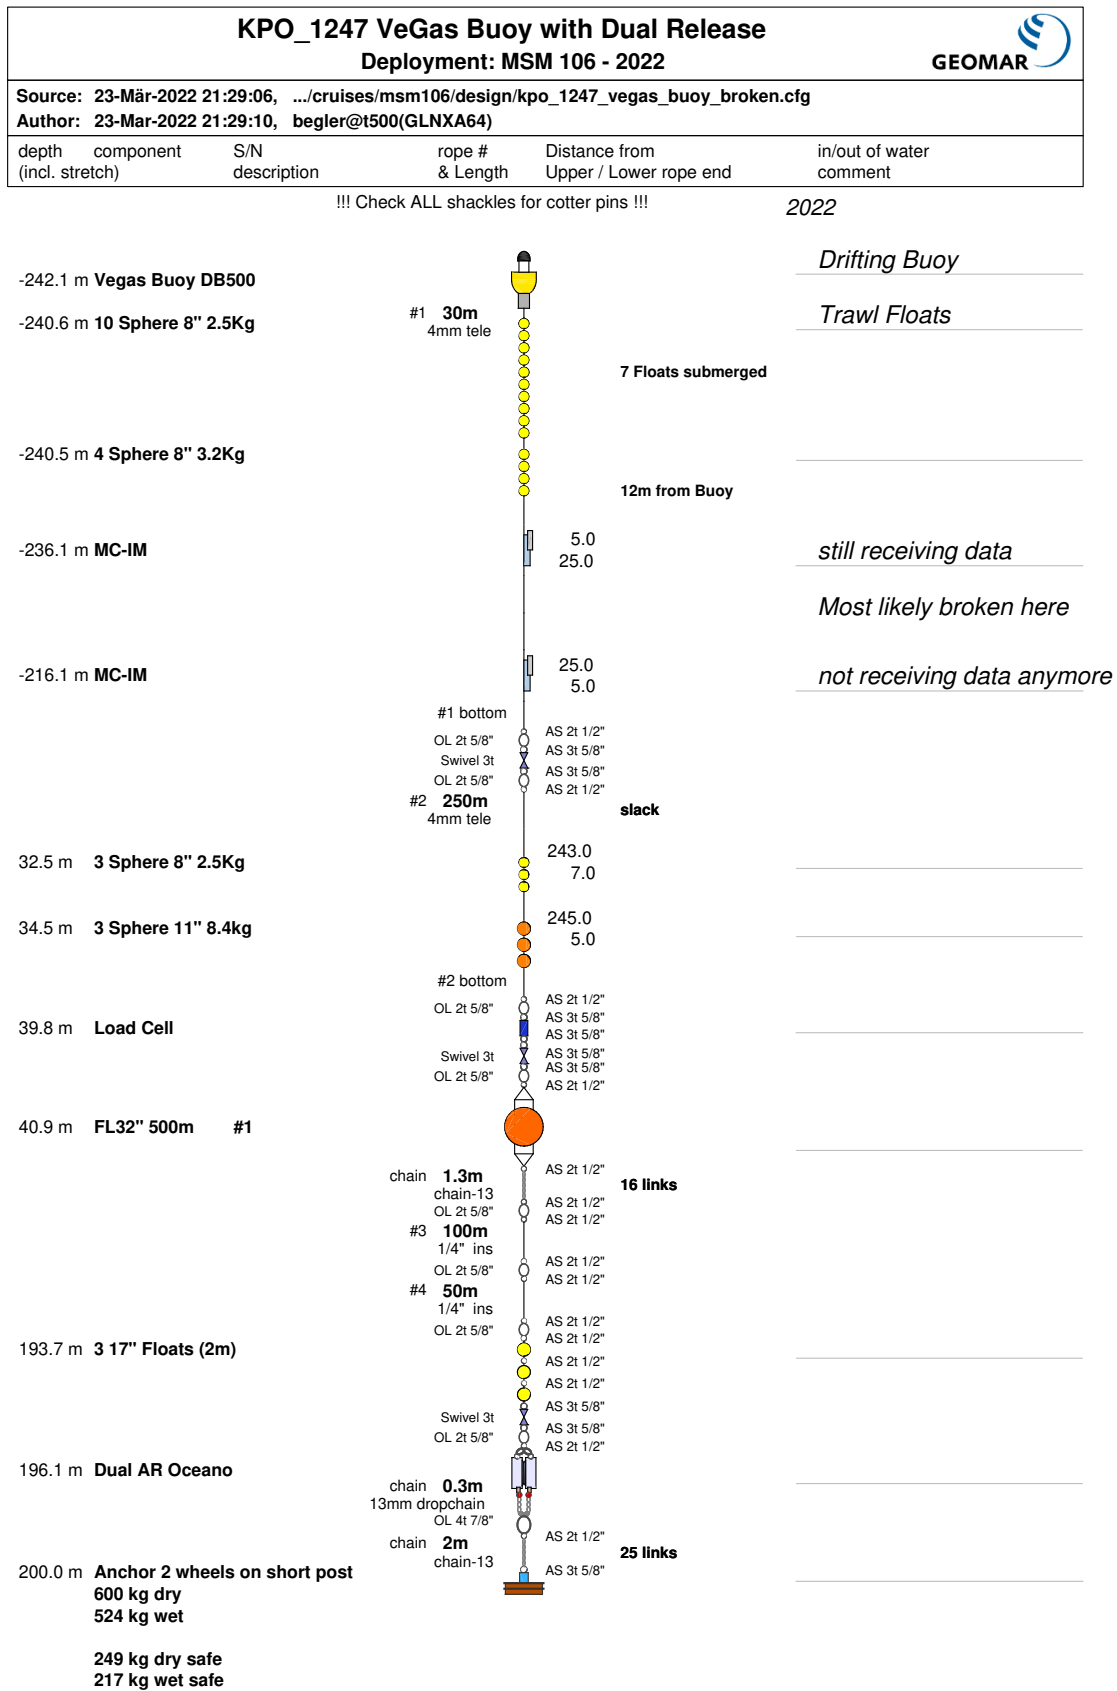 KPO_1247 VeGas Buoy with Dual Release
Deployment: MSM 106 - 2022
GEOMAR
Source: 23-Mär-2022 21:29:06, .../cruises/msm106/design/kpo_1247_vegas_buoy_broken.cfg
Author: 23-Mar-2022 21:29:10, begler@t500(GLNXA64)
depth component S/N rope # Distance from in/out of water
(incl. stretch) description & Length Upper / Lower rope end comment
!!! Check ALL shackles for cotter pins !!! 2022
Drifting Buoy
-242.1 m Vegas Buoy DB500
#1 30m Trawl Floats
-240.6 m 10 Sphere 8" 2.5Kg
4mm tele
7 Floats submerged
-240.5 m 4 Sphere 8" 3.2Kg
12m from Buoy
5.0
-236.1 m MC-IM still receiving data
25.0
Most likely broken here
25.0
-216.1 m MC-IM not receiving data anymore
5.0
#1 bottom
AS 2t 1/2"
OL 2t 5/8"
AS 3t 5/8"
Swivel 3t
AS 3t 5/8"
OL 2t 5/8"
AS 2t 1/2"
#2 250m
slack
4mm tele
243.0
32.5 m 3 Sphere 8" 2.5Kg
7.0
245.0
34.5 m 3 Sphere 11" 8.4kg
5.0
#2 bottom
AS 2t 1/2"
OL 2t 5/8"
AS 3t 5/8"
39.8 m Load Cell
AS 3t 5/8"
AS 3t 5/8"
Swivel 3t
AS 3t 5/8"
OL 2t 5/8"
AS 2t 1/2"
40.9 m FL32" 500m #1
AS 2t 1/2"
chain 1.3m
16 links
chain-13
AS 2t 1/2"
OL 2t 5/8"
AS 2t 1/2"
#3 100m
1/4" ins
AS 2t 1/2"
OL 2t 5/8"
AS 2t 1/2"
#4 50m
1/4" ins
AS 2t 1/2"
OL 2t 5/8"
AS 2t 1/2"
193.7 m 3 17" Floats (2m)
AS 2t 1/2"
AS 2t 1/2"
AS 3t 5/8"
Swivel 3t
AS 3t 5/8"
OL 2t 5/8"
AS 2t 1/2"
196.1 m Dual AR Oceano
chain 0.3m
13mm dropchain
OL 4t 7/8"
AS 2t 1/2"
chain 2m
25 links
chain-13
AS 3t 5/8"
200.0 m Anchor 2 wheels on short post
600 kg dry
524 kg wet
249 kg dry safe
217 kg wet safe